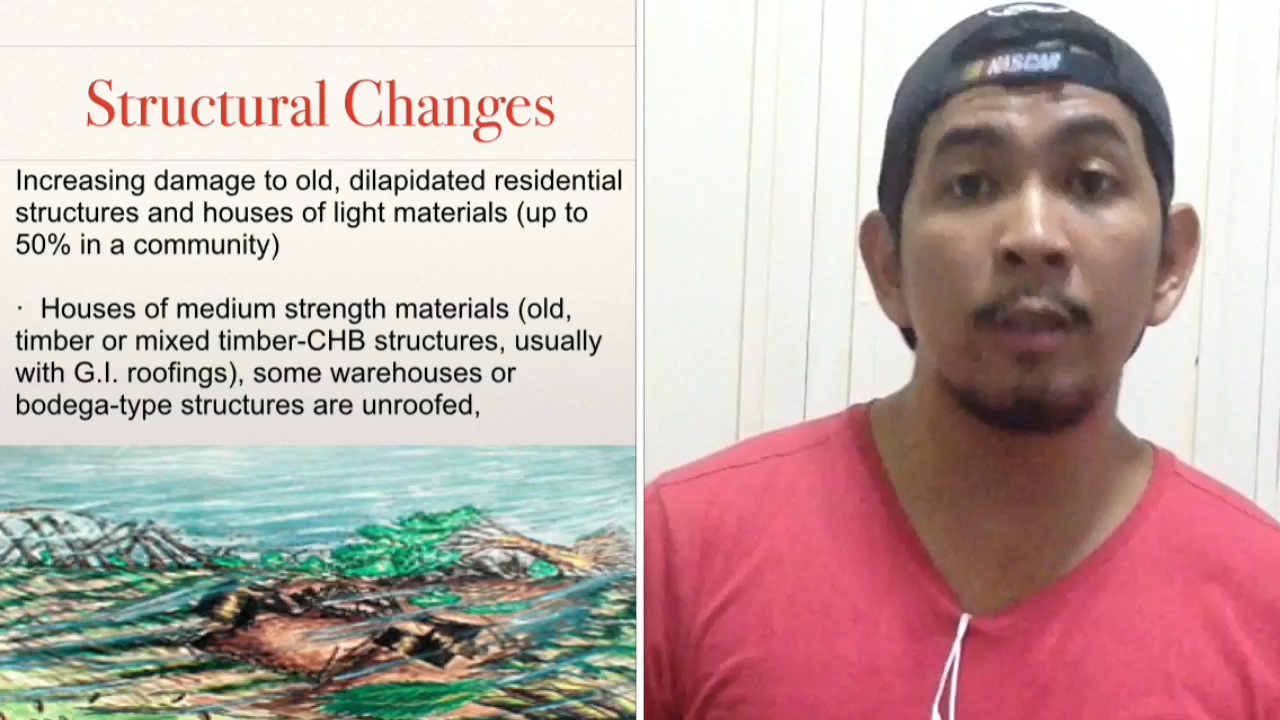 Structural Changes
Increasing damage to old, dilapidated residential
structures and houses of light materials (up to
50% in a community)
· Houses of medium strength materials (old,
timber or mixed timber-CHB structures, usually
with G.I. roofings), some warehouses or
bodega-type structures are unroofed,
NASCAR